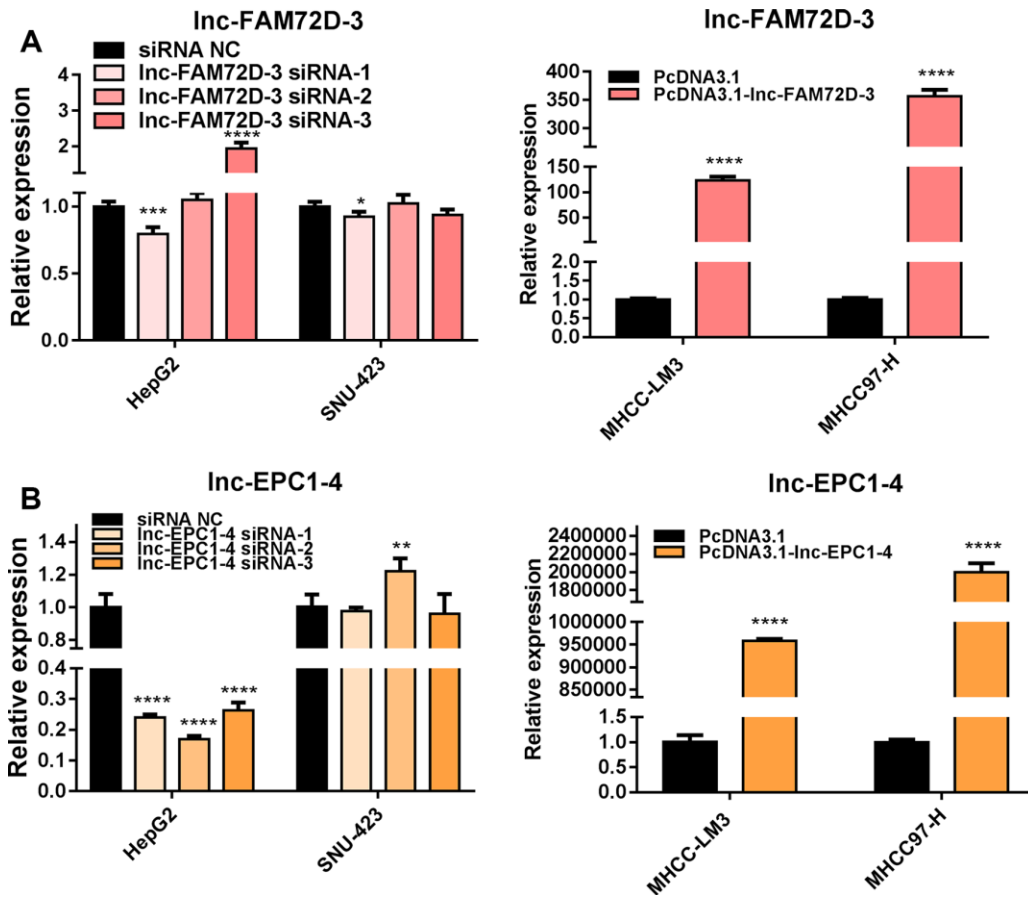 A
lnc-FAM72D-3
siRNA NC
lnc-FAM72D-3 siRNA-1
lnc-FAM72D-3 siRNA-2
lnc-FAM72D-3 siRNA-3
Relative expression
4
3
2
1.0
0.5
0.0
***
****
*
HepG2
SNU-423
lnc-FAM72D-3
PcDNA3.1
PcDNA3.1-lnc-FAM72D-3
Relative expression
400
350
300
150
100
50
2.0
1.5
1.0
0.5
0.0
****
****
MHCC-LM3
MHCC97-H
B
lnc-EPC1-4
siRNA NC
lnc-EPC1-4 siRNA-1
lnc-EPC1-4 siRNA-2
lnc-EPC1-4 siRNA-3
Relative expression
1.4
1.2
1.0
0.8
0.4
0.3
0.2
0.1
0.0
****
****
****
**
HepG2
SNU-423
lnc-EPC1-4
PcDNA3.1
PcDNA3.1-lnc-EPC1-4
Relative expression
2400000
2200000
2000000
1800000
1000000
950000
900000
850000
1.5
1.0
0.5
0.0
****
****
MHCC-LM3
MHCC97-H